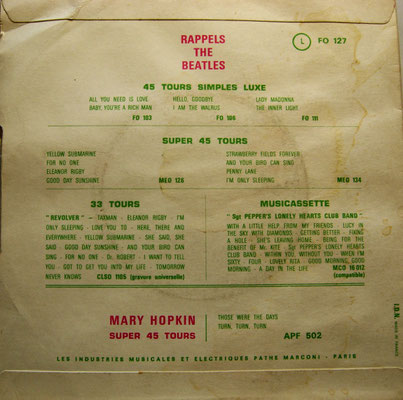 RAPPELS
THE
BEATLES
L FO 127
45 TOURS SIMPLES LUXE
ALL YOU NEED IS LOVE
BABY, YOU'RE A RICH MAN
FO 103
HELLO, GOODBYE
I AM THE WALRUS
FO 106
LADY MADONNA
THE INNER LIGHT
FO 111
SUPER 45 TOURS
YELLOW SUBMARINE
FOR NO ONE
ELEANOR RIGBY
GOOD DAY SUNSHINE MEO 126
STRAWBERRY FIELDS FOREVER
AND YOUR BIRD CAN SING
PENNY LANE
I'M ONLY SLEEPING MEO 134
33 TOURS
"REVOLVER" - TAXMAN - ELEANOR RIGBY - I'M
ONLY SLEEPING - LOVE YOU TO - HERE, THERE AND
EVERYWHERE - YELLOW SUBMARINE - SHE SAID, SHE
SAID - GOOD DAY SUNSHINE - AND YOUR BIRD CAN
SING - FOR NO ONE - Dr. ROBERT - I WANT TO TELL
YOU - GOT TO GET YOU INTO MY LIFE - TOMORROW
NEVER KNOWS CLSO 1105 (gravure universelle)
MUSICASSETTE
"Sgt PEPPER'S LONELY HEARTS CLUB BAND"
WITH A LITTLE HELP FROM MY FRIENDS - LUCY IN
THE SKY WITH DIAMONDS - GETTING BETTER - FIXING
A HOLE - SHE'S LEAVING HOME - BEING FOR THE
BENEFIT OF Mr. KITE - Sgt PEPPER'S LONELY HEARTS
CLUB BAND - WITHIN YOU, WITHOUT YOU - WHEN I'M
SIXTY - FOUR - LOVELY RITA - GOOD MORNING, GOOD
MORNING - A DAY IN THE LIFE MCO 16 012
(compatible)
MARY HOPKIN
SUPER 45 TOURS
THOSE WERE THE DAYS
TURN, TURN, TURN
APF 502
LES INDUSTRIES MUSICALES ET ELECTRIQUES PATHE MARCONI - PARIS
I.D.N. MADE IN FRANCE